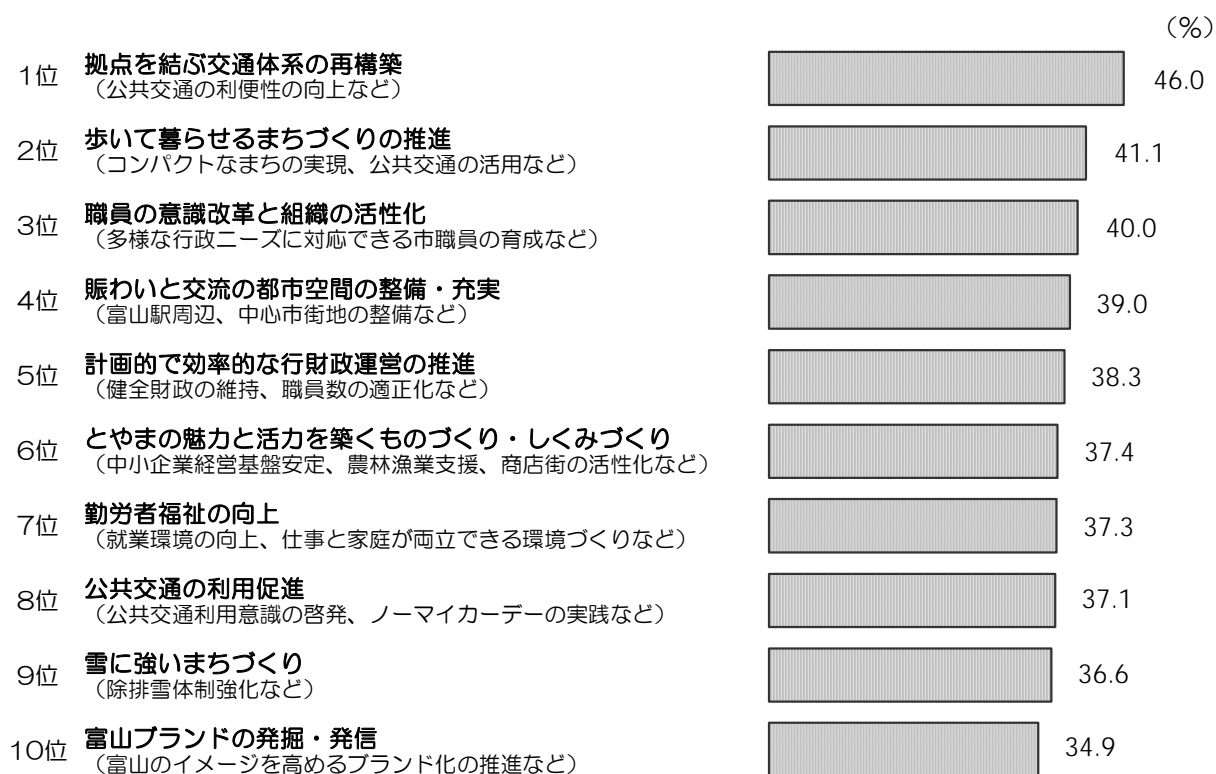 (%)
1位 拠点を結ぶ交通体系の再構築
(公共交通の利便性の向上など)
46.0
2位 歩いて暮らせるまちづくりの推進
(コンパクトなまちの実現、公共交通の活用など)
41.1
3位 職員の意識改革と組織の活性化
(多様な行政ニーズに対応できる市職員の育成など)
40.0
4位 賑わいと交流の都市空間の整備・充実
(富山駅周辺、中心市街地の整備など)
39.0
5位 計画的で効率的な行財政運営の推進
(健全財政の維持、職員数の適正化など)
38.3
6位 とやまの魅力と活力を築くものづくり・しくみづくり
(中小企業経営基盤安定、農林漁業支援、商店街の活性化など)
37.4
7位 勤労者福祉の向上
(就業環境の向上、仕事と家庭が両立できる環境づくりなど)
37.3
8位 公共交通の利用促進
(公共交通利用意識の啓発、ノーマイカーデーの実践など)
37.1
9位 雪に強いまちづくり
(除排雪体制強化など)
36.6
10位 富山ブランドの発掘・発信
(富山のイメージを高めるブランド化の推進など)
34.9